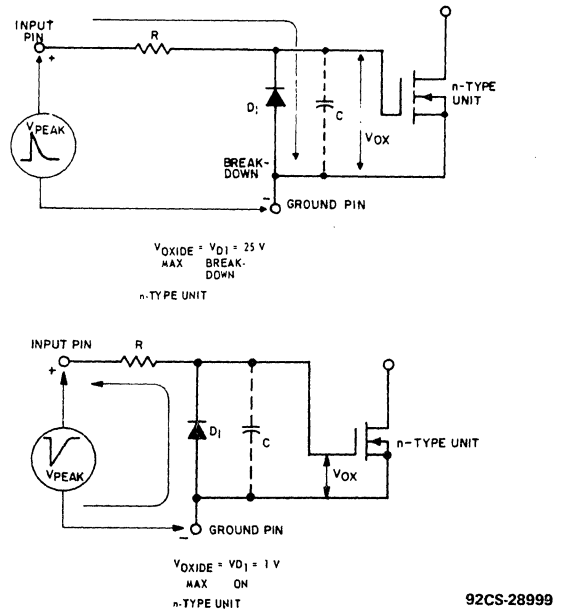 INPUT
PIN
+
R
VPEAK
D1
C
VOX
n-TYPE
UNIT
BREAK-
DOWN
−
GROUND PIN
VOXIDE = VD1 = 25 V
MAX BREAK-
DOWN
n-TYPE UNIT
INPUT PIN
R
+
VPEAK
D1
C
VOX
n-TYPE UNIT
−
GROUND PIN
VOXIDE = VD1 = 1 V
MAX ON
n-TYPE UNIT
92CS-28999